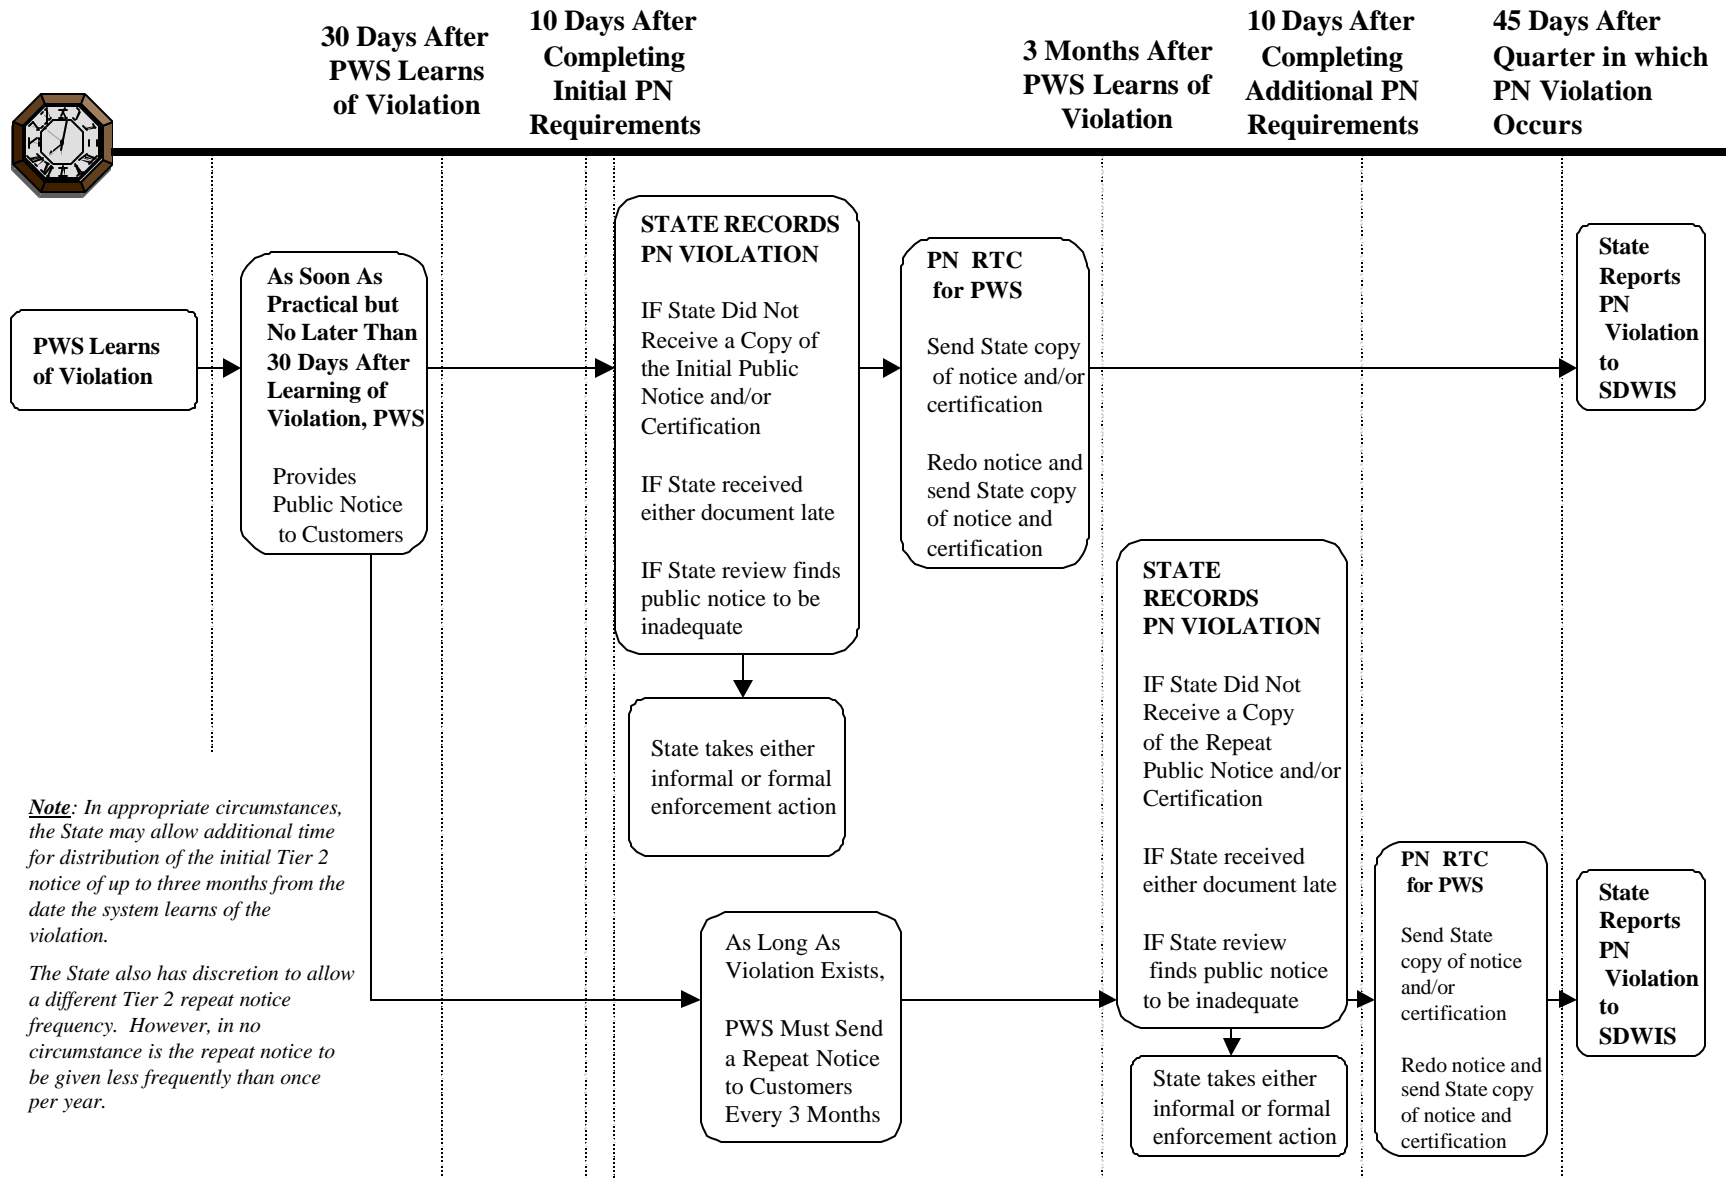 30 Days After
PWS Learns
of Violation
10 Days After
Completing
Initial PN
Requirements
3 Months After
PWS Learns of
Violation
10 Days After
Completing
Additional PN
Requirements
45 Days After
Quarter in which
PN Violation
Occurs
PWS Learns
of Violation
As Soon As
Practical but
No Later Than
30 Days After
Learning of
Violation, PWS
Provides
Public Notice
to Customers
STATE RECORDS
PN VIOLATION
IF State Did Not
Receive a Copy of
the Initial Public
Notice and/or
Certification
IF State received
either document late
IF State review finds
public notice to be
inadequate
PN RTC
for PWS
Send State copy
of notice and/or
certification
Redo notice and
send State copy
of notice and
certification
State
Reports
PN
Violation
to
SDWIS
State takes either
informal or formal
enforcement action
Note: In appropriate circumstances,
the State may allow additional time
for distribution of the initial Tier 2
notice of up to three months from the
date the system learns of the
violation.
The State also has discretion to allow
a different Tier 2 repeat notice
frequency. However, in no
circumstance is the repeat notice to
be given less frequently than once
per year.
As Long As
Violation Exists,
PWS Must Send
a Repeat Notice
to Customers
Every 3 Months
STATE
RECORDS
PN VIOLATION
IF State Did Not
Receive a Copy
of the Repeat
Public Notice and/or
Certification
IF State received
either document late
IF State review
finds public notice
to be inadequate
State takes either
informal or formal
enforcement action
PN RTC
for PWS
Send State
copy of notice
and/or
certification
Redo notice and
send State copy
of notice and
certification
State
Reports
PN
Violation
to
SDWIS